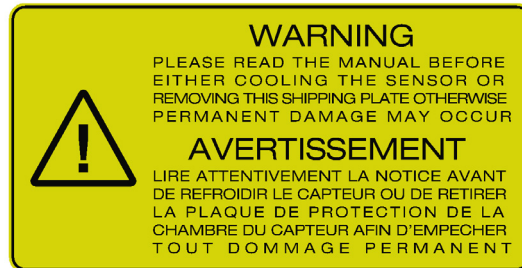 WARNING
PLEASE READ THE MANUAL BEFORE
EITHER COOLING THE SENSOR OR
REMOVING THIS SHIPPING PLATE OTHERWISE
PERMANENT DAMAGE MAY OCCUR
AVERTISSEMENT
LIRE ATTENTIVEMENT LA NOTICE AVANT
DE REFROIDIR LE CAPTEUR OU DE RETIRER
LA PLAQUE DE PROTECTION DE LA
CHAMBRE DU CAPTEUR AFIN D'EMPECHER
TOUT DOMMAGE PERMANENT